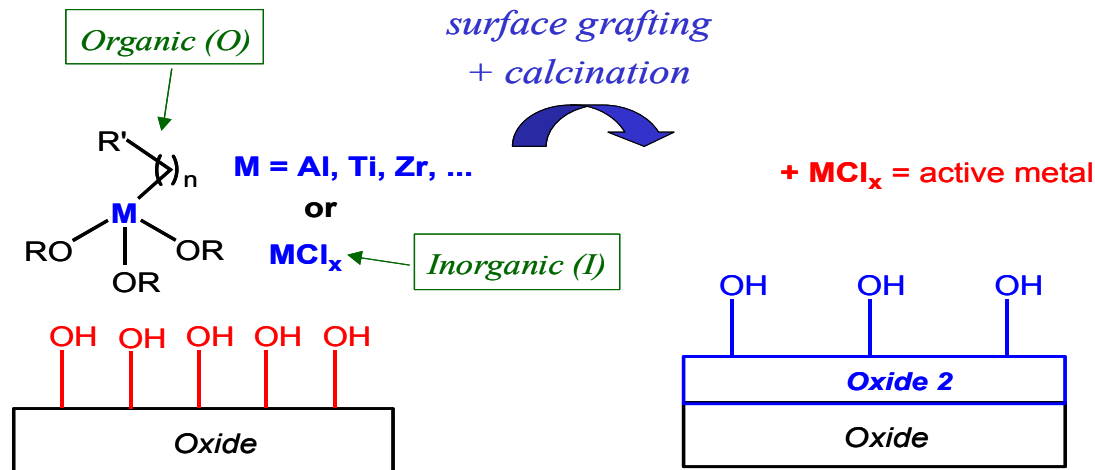 Organic (O)
surface grafting
+ calcination
R'
( )n
M = Al, Ti, Zr, ...
or
MClx
+ MClx = active metal
M
RO
OR
OR
Inorganic (I)
OH OH OH OH OH
Oxide
OH OH OH
Oxide 2
Oxide